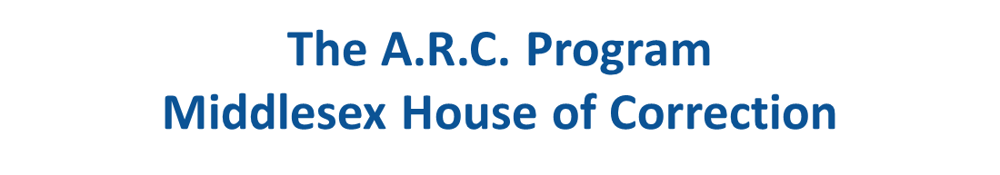 The A.R.C. Program
Middlesex House of Correction